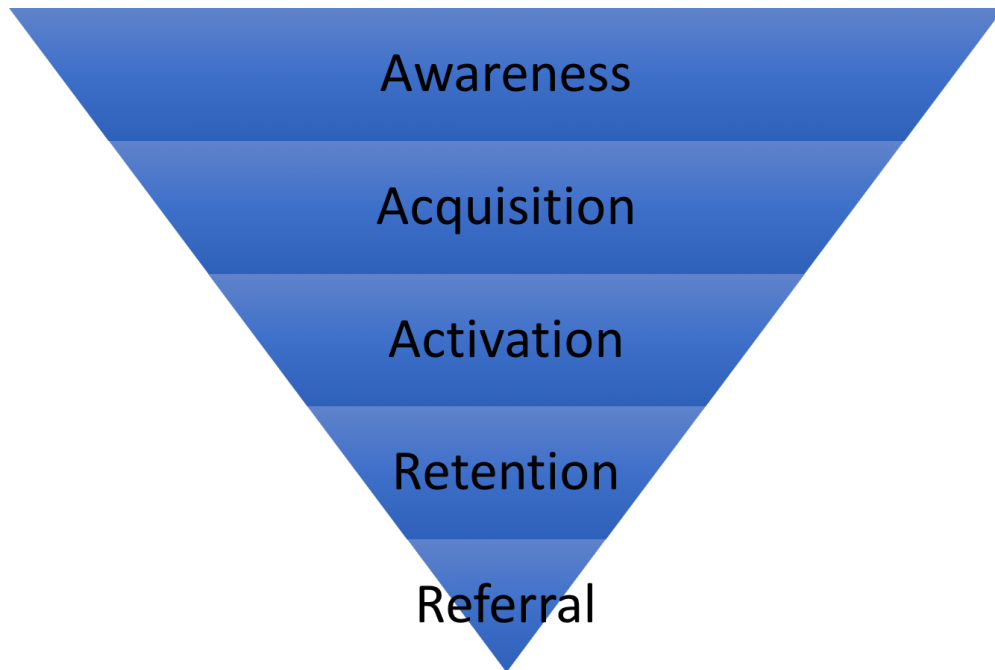 Awareness
Acquisition
Activation
Retention
Referral